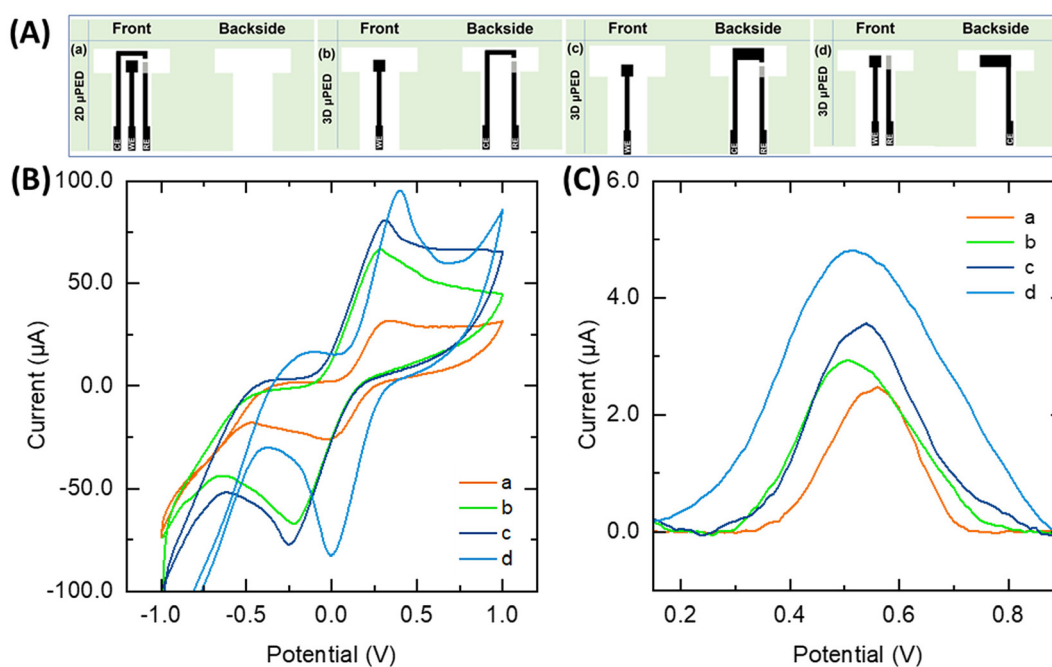 (A)
Front Backside Front Backside Front Backside Front Backside
(a) (b) (c) (d)
2D µPED 3D µPED 3D µPED 3D µPED
CE WE RE WE CE RE WE CE RE WE RE CE
(B) (C)
100.0
50.0
0.0
-50.0
-100.0
Current (µA)
-1.0 -0.5 0.0 0.5 1.0
Potential (V)
a
b
c
d
6.0
4.0
2.0
0.0
Current (µA)
0.2 0.4 0.6 0.8
Potential (V)
a
b
c
d